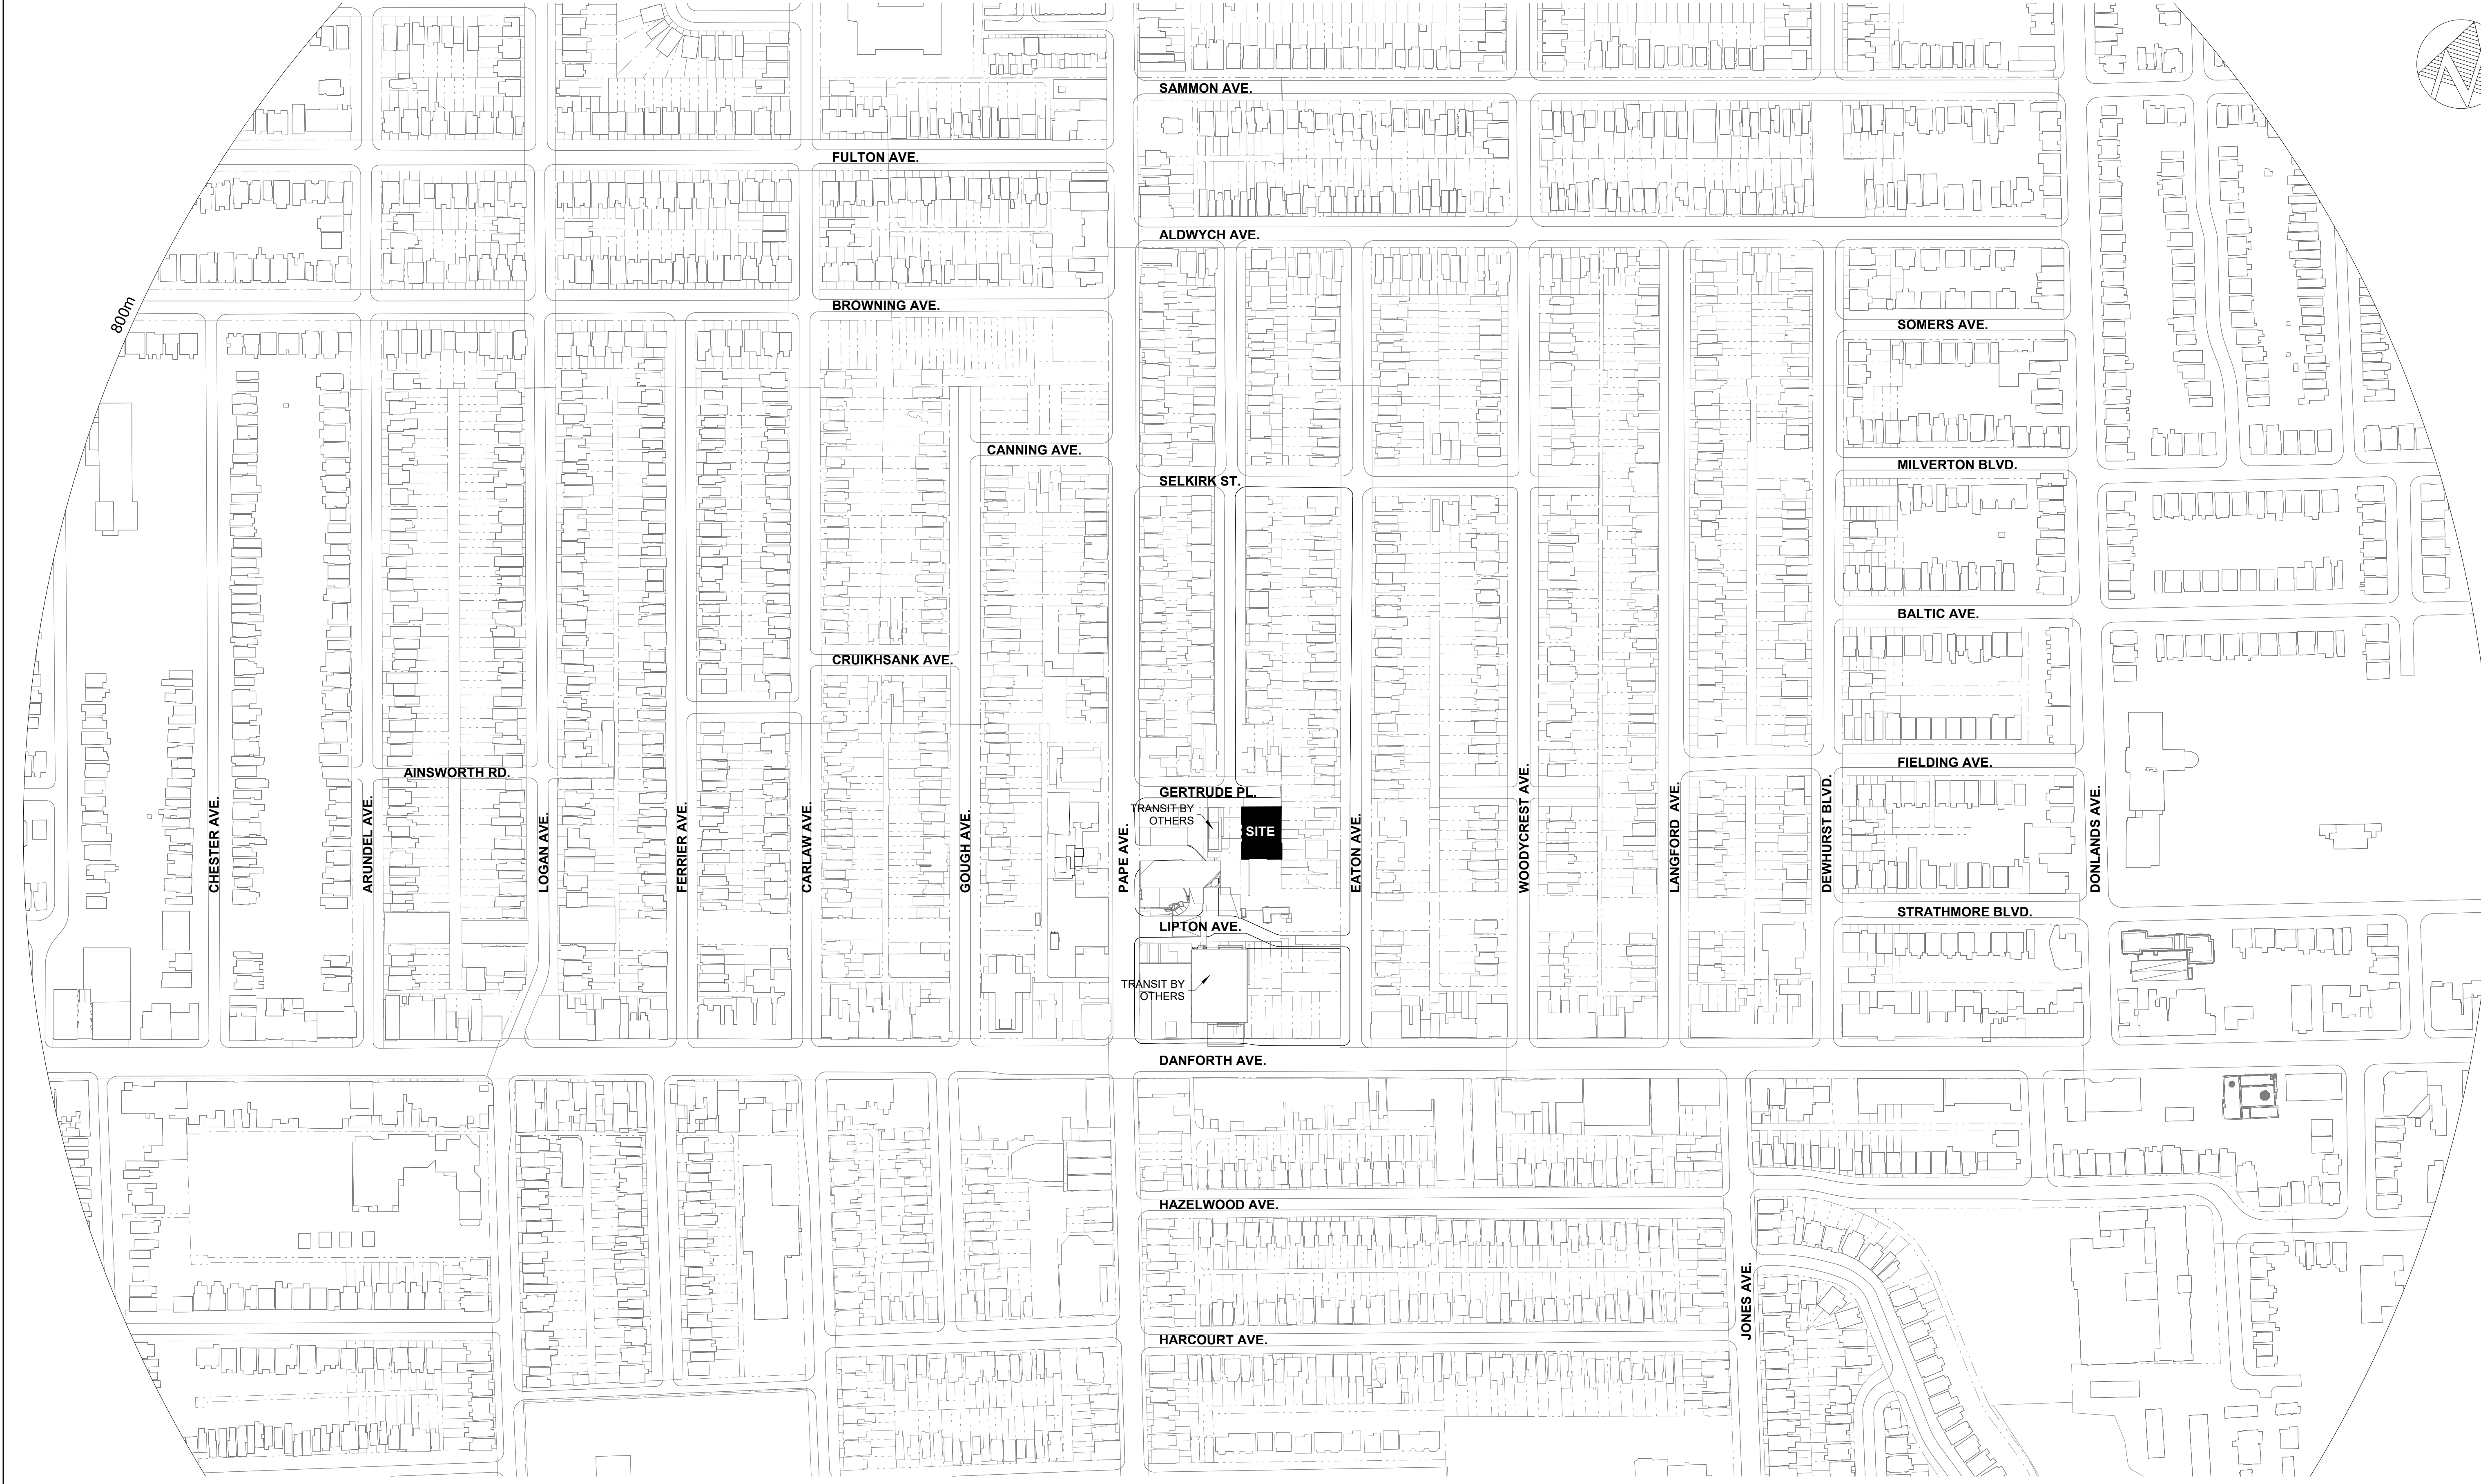 SAMMON AVE.
FULTON AVE.
ALDWYCH AVE.
BROWNING AVE.
800m
SOMERS AVE.
CANNING AVE.
MILVERTON BLVD.
SELKIRK ST.
BALTIC AVE.
CRUIKHSANK AVE.
FIELDING AVE.
AINSWORTH RD.
GERTRUDE PL.
TRANSIT BY
OTHERS
SITE
CHESTER AVE.
ARUNDEL AVE.
LOGAN AVE.
FERRIER AVE.
CARLAW AVE.
GOUGH AVE.
PAPE AVE.
EATON AVE.
WOODYCREST AVE.
LANGFORD AVE.
DEWHURST BLVD.
DONLANDS AVE.
STRATHMORE BLVD.
LIPTON AVE.
TRANSIT BY
OTHERS
DANFORTH AVE.
HAZELWOOD AVE.
JONES AVE.
HARCOURT AVE.
N